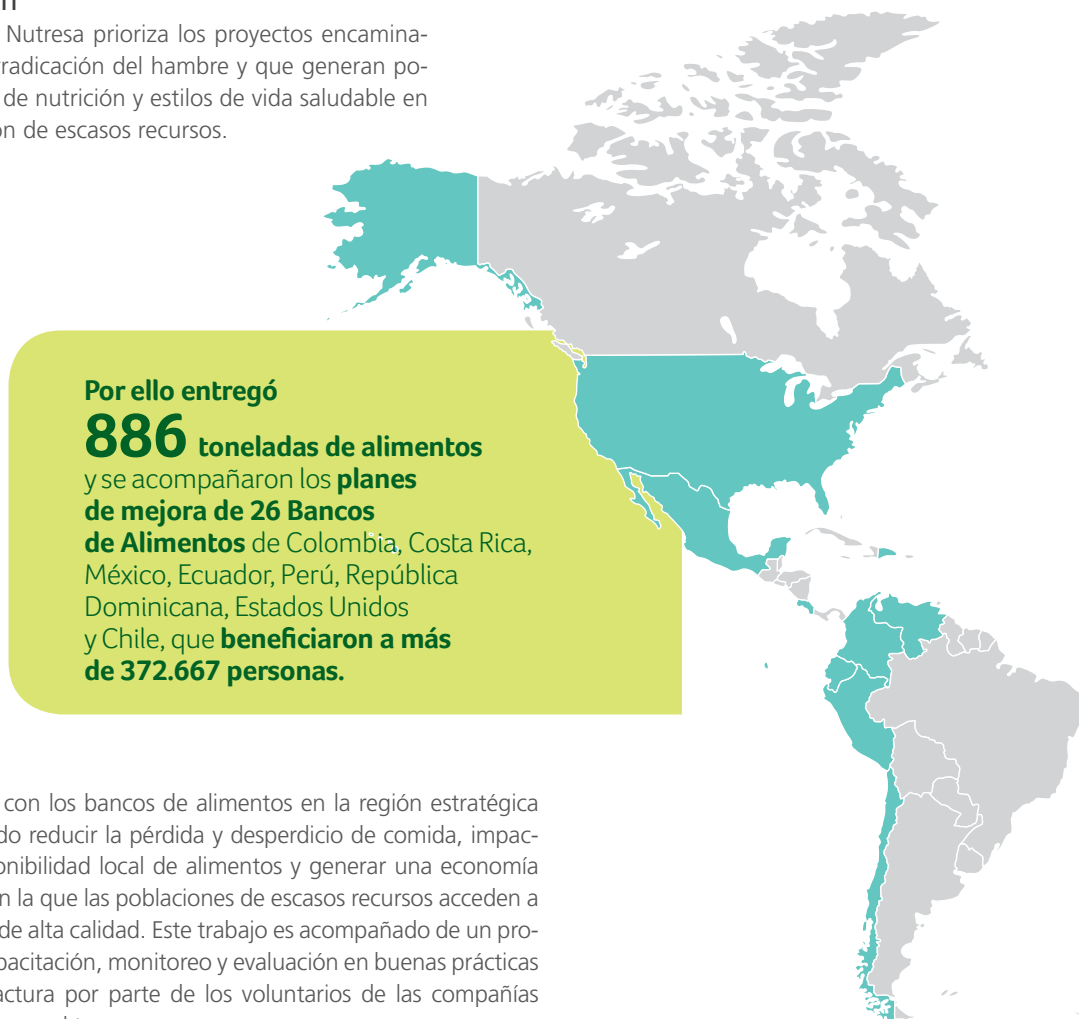 Nutresa prioriza los proyectos encamina-
radicación del hambre y que generan po-
de nutrición y estilos de vida saludable en
de escasos recursos.
Por ello entregó
886 toneladas de alimentos
y se acompañaron los planes
de mejora de 26 Bancos
de Alimentos de Colombia, Costa Rica,
México, Ecuador, Perú, República
Dominicana, Estados Unidos
y Chile, que beneficiaron a más
de 372.667 personas.
con los bancos de alimentos en la región estratégica
do reducir la pérdida y desperdicio de comida, impac-
onibilidad local de alimentos y generar una economía
n la que las poblaciones de escasos recursos acceden a
de alta calidad. Este trabajo es acompañado de un pro-
pacitación, monitoreo y evaluación en buenas prácticas
actura por parte de los voluntarios de las compañías